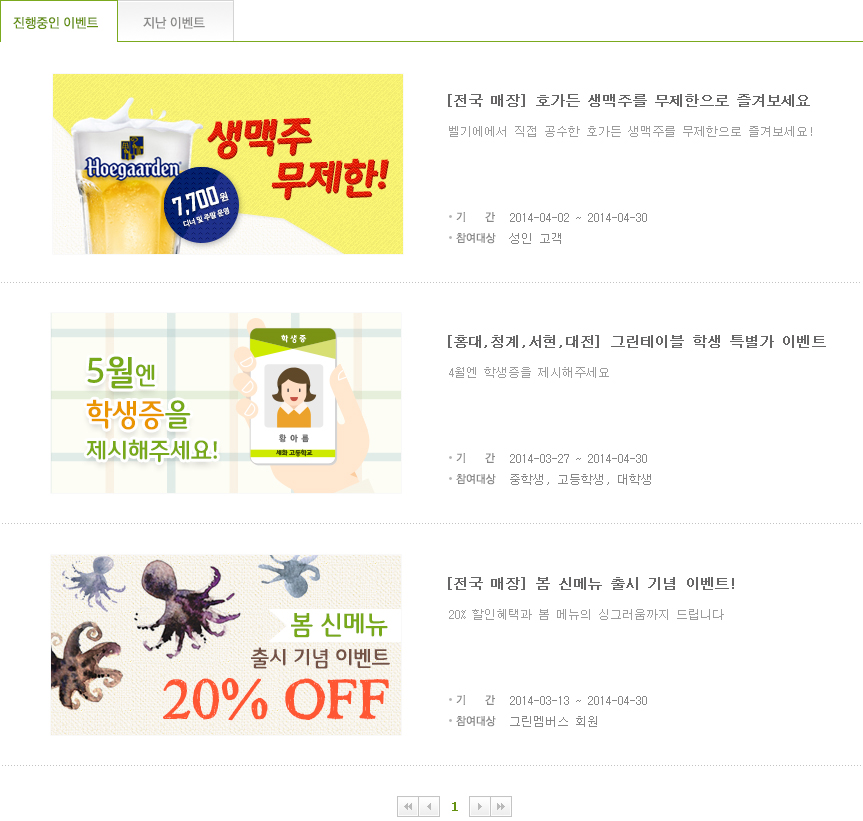 진행중인 이벤트
지난 이벤트
Hoegaarden
생맥주
무제한!
7,700원
디너 및 주말 운영
[전국 매장] 호가든 생맥주를 무제한으로 즐겨보세요
벨기에에서 직접 공수한 호가든 생맥주를 무제한으로 즐겨보세요!
기 간 2014-04-02 ~ 2014-04-30
참여대상 성인 고객
5월엔
학생증을
제시해주세요!
학생증
황아름
세화 고등학교
[홍대,청계,서현,대전] 그린테이블 학생 특별가 이벤트
4월엔 학생증을 제시해주세요
기 간 2014-03-27 ~ 2014-04-30
참여대상 중학생, 고등학생, 대학생
봄 신메뉴
출시 기념 이벤트
20% OFF
[전국 매장] 봄 신메뉴 출시 기념 이벤트!
20% 할인혜택과 봄 메뉴의 싱그러움까지 드립니다
기 간 2014-03-13 ~ 2014-04-30
참여대상 그린멤버스 회원
1